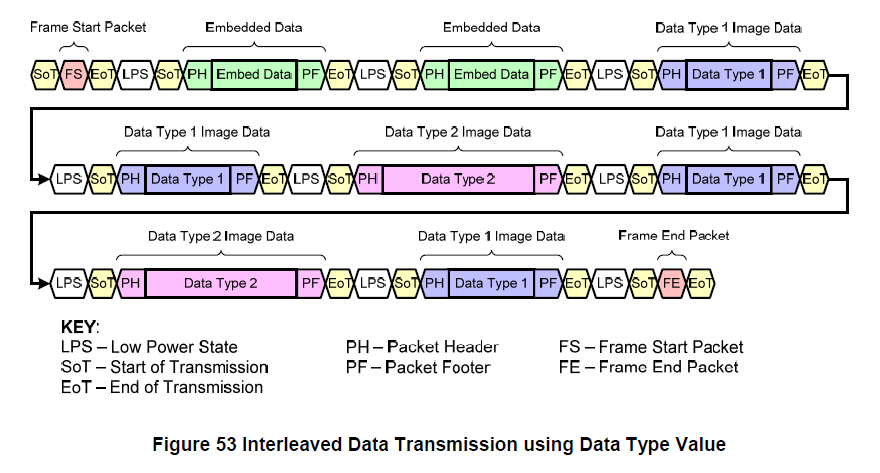 Frame Start Packet Embedded Data Embedded Data Data Type 1 Image Data
SoT FS EoT LPS SoT PH Embed Data PF EoT LPS SoT PH Embed Data PF EoT LPS SoT PH Data Type 1 PF EoT
Data Type 1 Image Data Data Type 2 Image Data Data Type 1 Image Data
LPS SoT PH Data Type 1 PF EoT LPS SoT PH Data Type 2 PF EoT LPS SoT PH Data Type 1 PF EoT
Data Type 2 Image Data Data Type 1 Image Data Frame End Packet
LPS SoT PH Data Type 2 PF EoT LPS SoT PH Data Type 1 PF EoT LPS SoT FE EoT
KEY:
LPS – Low Power State PH – Packet Header FS – Frame Start Packet
SoT – Start of Transmission PF – Packet Footer FE – Frame End Packet
EoT – End of Transmission
Figure 53 Interleaved Data Transmission using Data Type Value